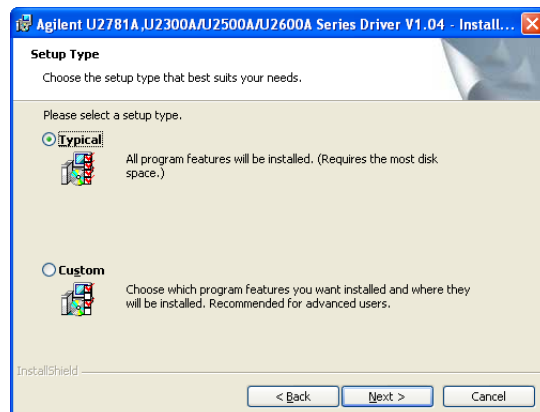 Agilent U2781A,U2300A/U2500A/U2600A Series Driver V1.04 - Install...
Setup Type
Choose the setup type that best suits your needs.
Please select a setup type.
Typical
All program features will be installed. (Requires the most disk
space.)
Custom
Choose which program features you want installed and where they
will be installed. Recommended for advanced users.
InstallShield
< Back
Next >
Cancel